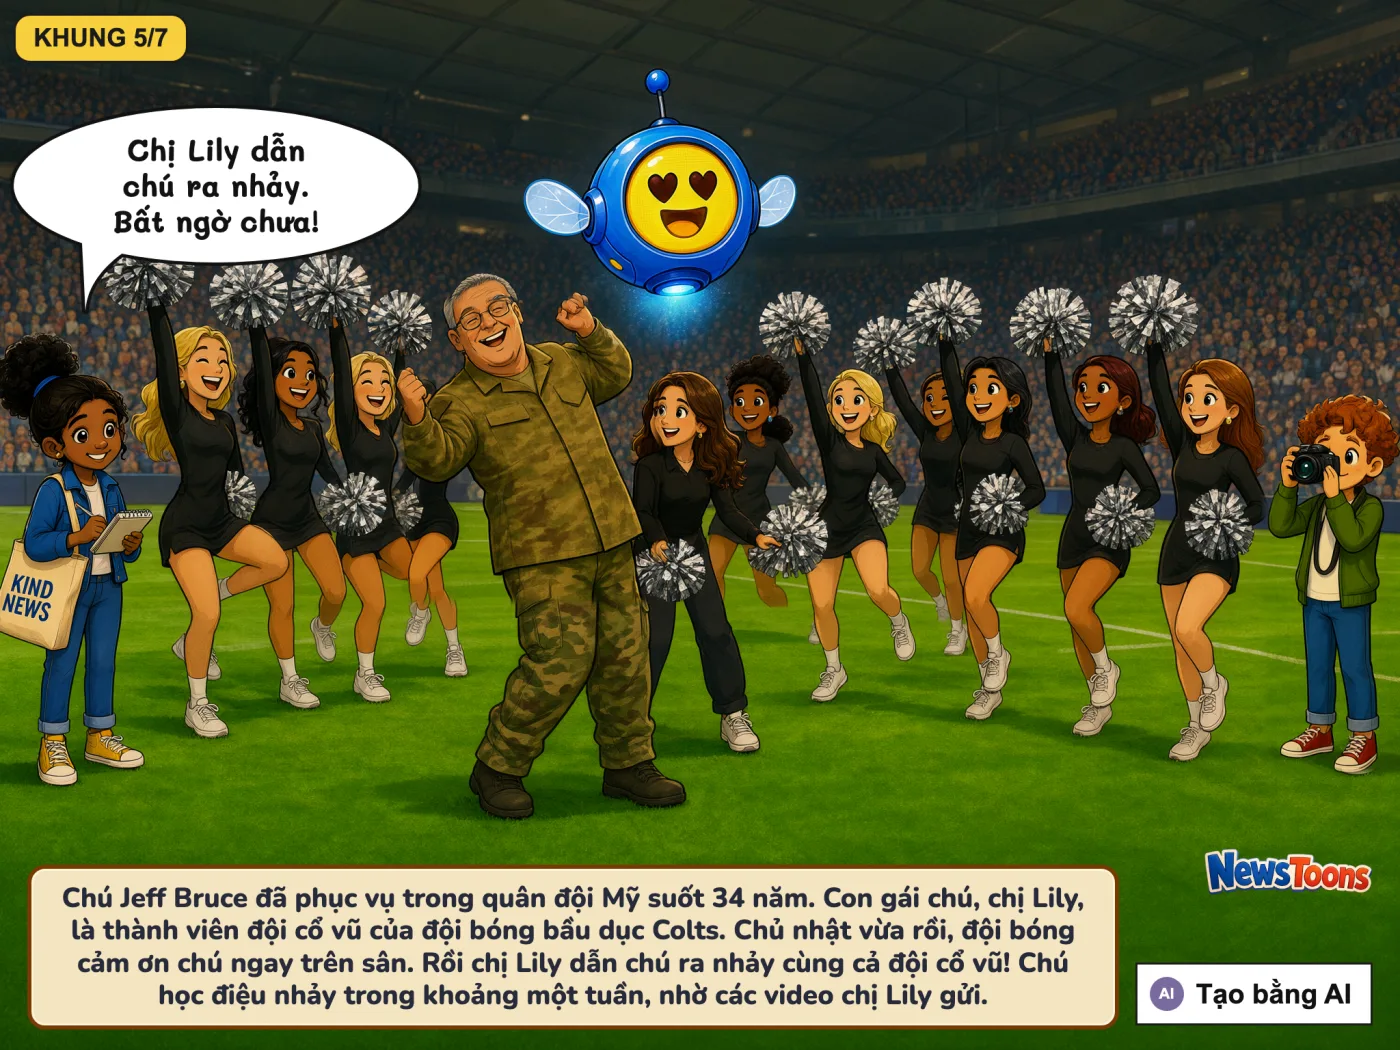 KHUNG 5/7
Chị Lily dẫn
chú ra nhảy.
Bất ngờ chưa!
KIND
NEWS
NEWSTOONS
Chú Jeff Bruce đã phục vụ trong quân đội Mỹ suốt 34 năm. Con gái chú, chị Lily,
là thành viên đội cổ vũ của đội bóng bầu dục Colts. Chủ nhật vừa rồi, đội bóng
cảm ơn chú ngay trên sân. Rồi chị Lily dẫn chú ra nhảy cùng cả đội cổ vũ! Chú
học điệu nhảy trong khoảng một tuần, nhờ các video chị Lily gửi.
AI Tạo bằng AI